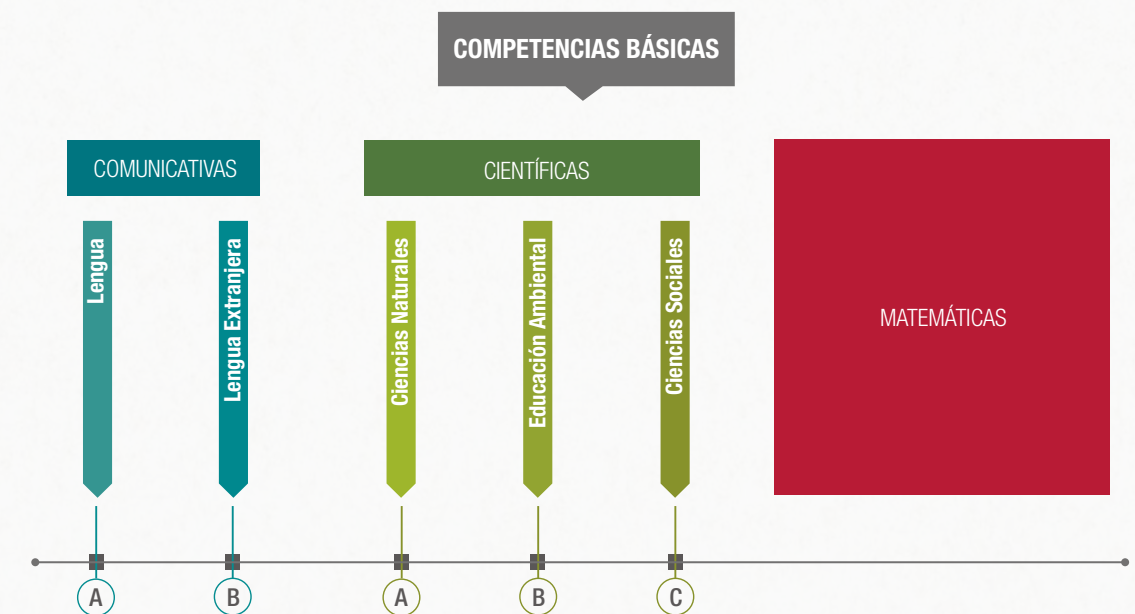 COMPETENCIAS BÁSICAS
COMUNICATIVAS
CIENTÍFICAS
MATEMÁTICAS
Lengua
Lengua Extranjera
Ciencias Naturales
Educación Ambiental
Ciencias Sociales
A
B
A
B
C